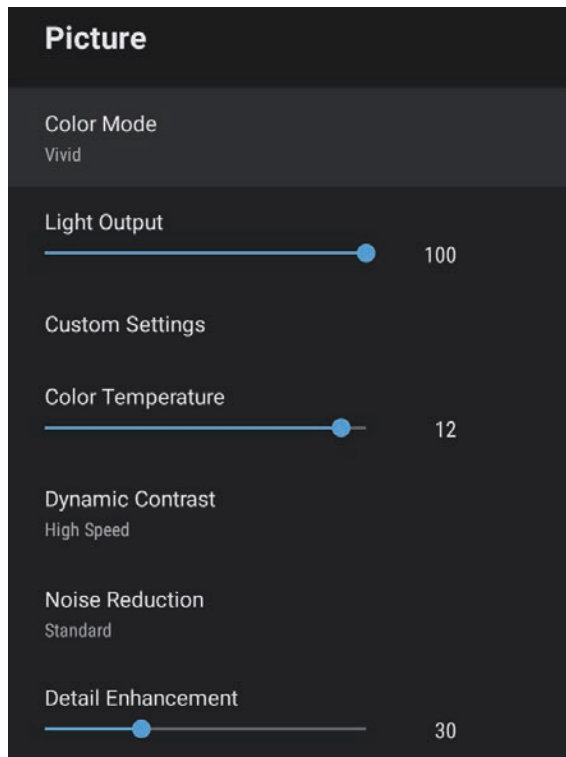 Picture
Color Mode
Vivid
Light Output
100
Custom Settings
Color Temperature
12
Dynamic Contrast
High Speed
Noise Reduction
Standard
Detail Enhancement
30